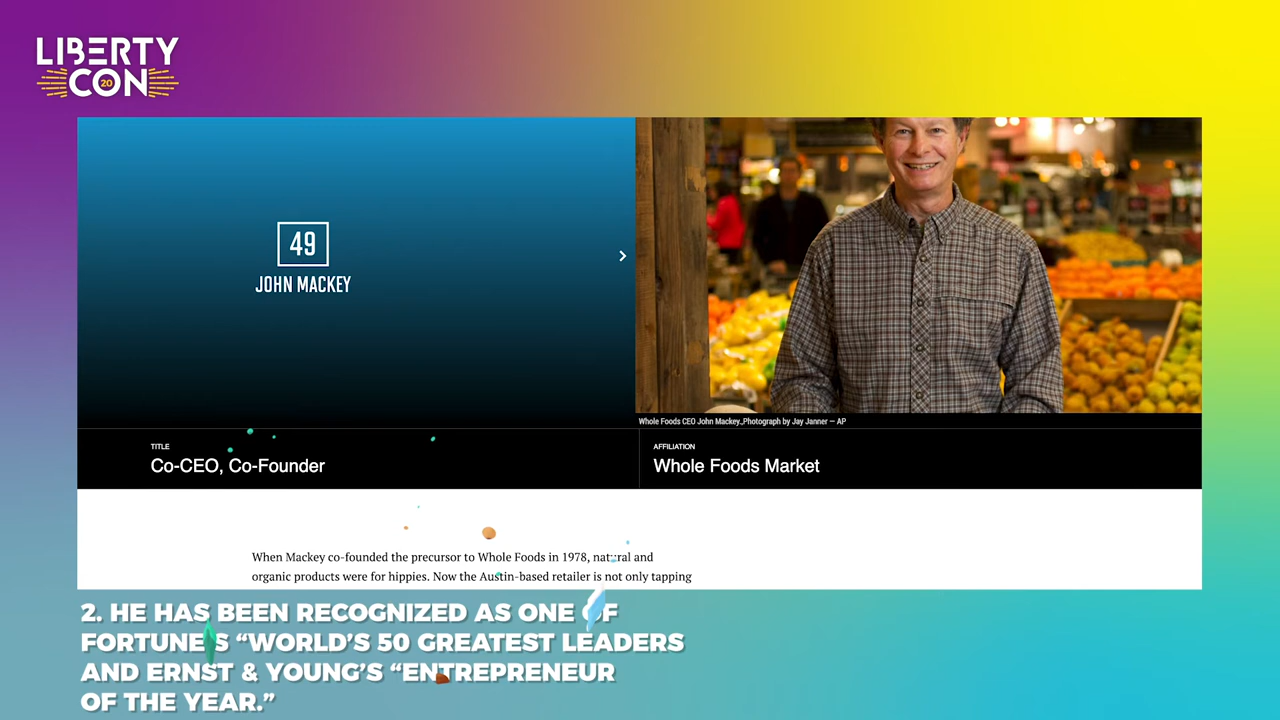 LIBERTY
CON
20
49
JOHN MACKEY
Whole Foods CEO John Mackey. Photograph by Jay Janner — AP
TITLE
Co-CEO, Co-Founder
AFFILIATION
Whole Foods Market
When Mackey co-founded the precursor to Whole Foods in 1978, natural and
organic products were for hippies. Now the Austin-based retailer is not only tapping
2. HE HAS BEEN RECOGNIZED AS ONE OF
FORTUNE'S “WORLD’S 50 GREATEST LEADERS
AND ERNST & YOUNG’S “ENTREPRENEUR
OF THE YEAR.”